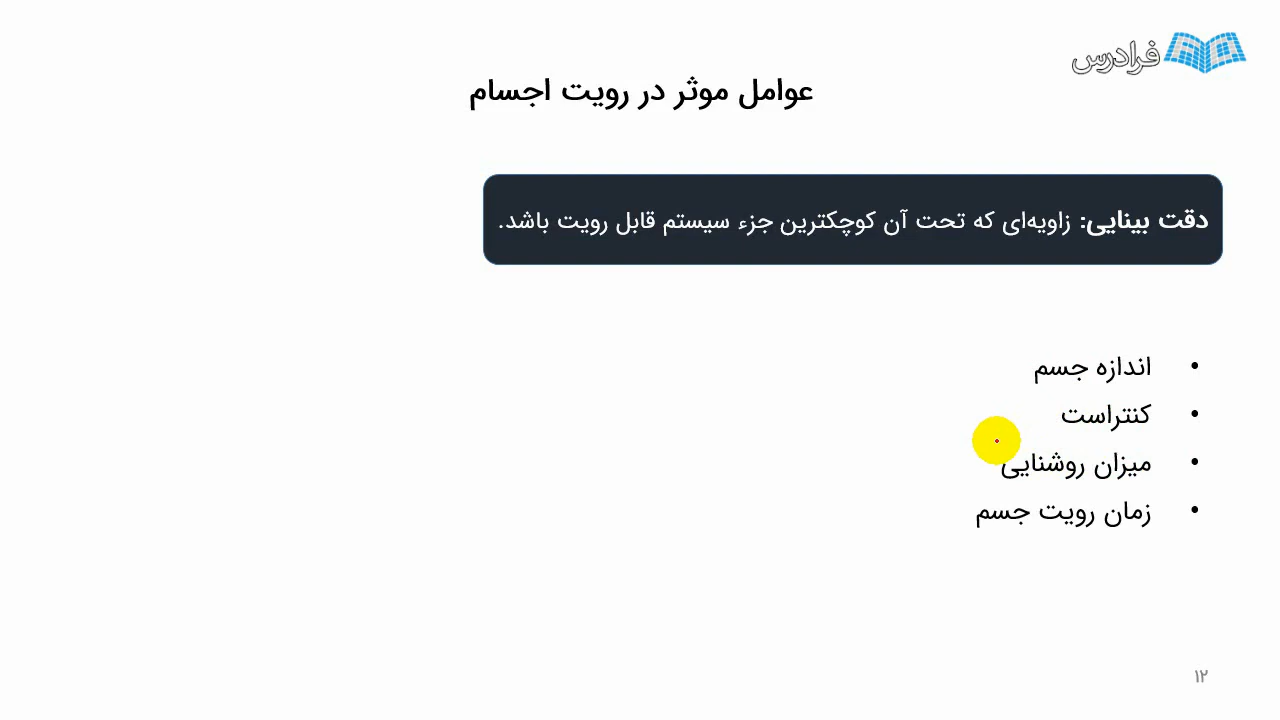 فرادرس
عوامل موثر در رویت اجسام
دقت بینایی: زاویه‌ای که تحت آن کوچکترین جزء سیستم قابل رویت باشد.
• اندازه جسم
• کنتراست
• میزان روشنایی
• زمان رویت جسم
۱۲